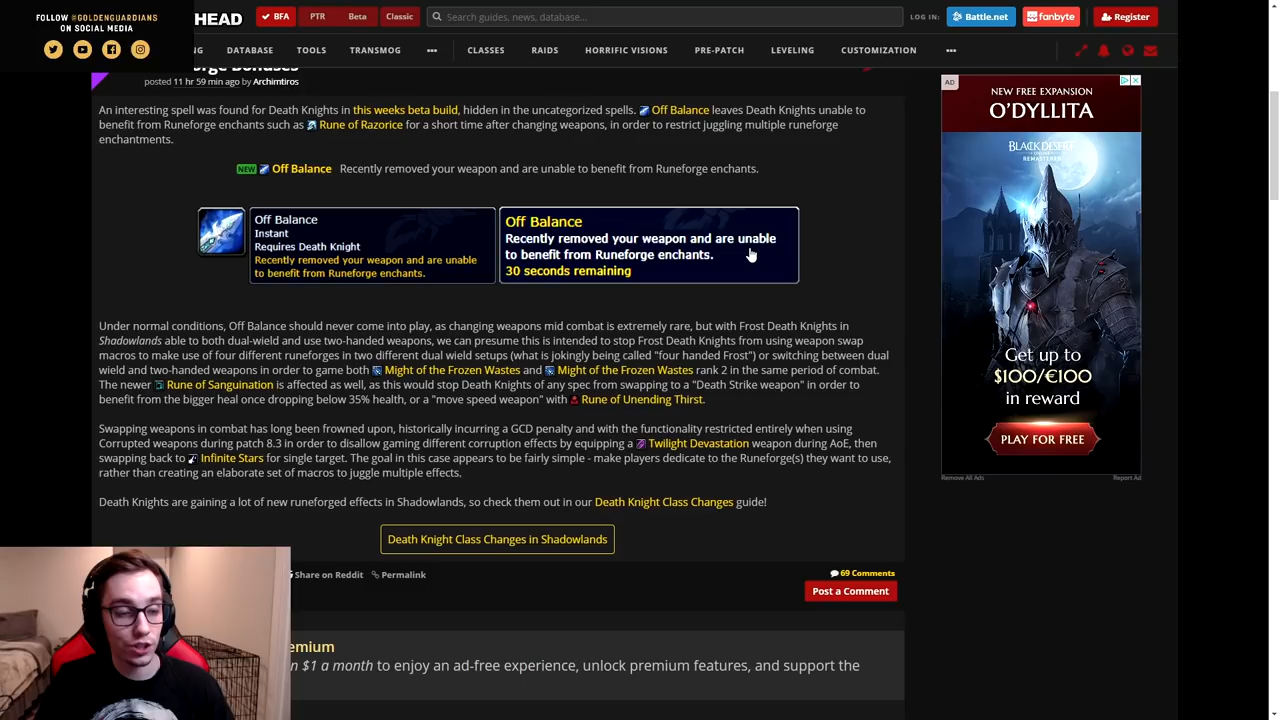 FOLLOW @GOLDENGUARDIANS
ON SOCIAL MEDIA
HEAD
BFA
PTR
Beta
Classic
Search guides, news, database...
LOG IN:
Battle.net
fanbyte
Register
DATABASE
TOOLS
TRANSMOG
CLASSES
RAIDS
HORRIFIC VISIONS
PRE-PATCH
LEVELING
CUSTOMIZATION
posted 11 hr 59 min ago by Archimtiros
An interesting spell was found for Death Knights in this weeks beta build, hidden in the uncategorized spells. Off Balance leaves Death Knights unable to
benefit from Runeforge enchants such as Rune of Razorice for a short time after changing weapons, in order to restrict juggling multiple runeforge
enchantments.
NEW Off Balance Recently removed your weapon and are unable to benefit from Runeforge enchants.
Off Balance
Instant
Requires Death Knight
Recently removed your weapon and are unable
to benefit from Runeforge enchants.
Off Balance
Recently removed your weapon and are unable
to benefit from Runeforge enchants.
30 seconds remaining
Under normal conditions, Off Balance should never come into play, as changing weapons mid combat is extremely rare, but with Frost Death Knights in
Shadowlands able to both dual-wield and use two-handed weapons, we can presume this is intended to stop Frost Death Knights from using weapon swap
macros to make use of four different runeforges in two different dual wield setups (what is jokingly being called "four handed Frost") or switching between dual
wield and two-handed weapons in order to game both Might of the Frozen Wastes and Might of the Frozen Wastes rank 2 in the same period of combat.
The newer Rune of Sanguination is affected as well, as this would stop Death Knights of any spec from swapping to a "Death Strike weapon" in order to
benefit from the bigger heal once dropping below 35% health, or a "move speed weapon" with Rune of Unending Thirst.
Swapping weapons in combat has long been frowned upon, historically incurring a GCD penalty and with the functionality restricted entirely when using
Corrupted weapons during patch 8.3 in order to disallow gaming different corruption effects by equipping a Twilight Devastation weapon during AoE, then
swapping back to Infinite Stars for single target. The goal in this case appears to be fairly simple - make players dedicate to the Runeforge(s) they want to use,
rather than creating an elaborate set of macros to juggle multiple effects.
Death Knights are gaining a lot of new runeforged effects in Shadowlands, so check them out in our Death Knight Class Changes guide!
Death Knight Class Changes in Shadowlands
Share on Reddit
Permalink
69 Comments
Post a Comment
emium
$1 a month to enjoy an ad-free experience, unlock premium features, and support the
AD
NEW FREE EXPANSION
O'DYLLITA
BLACK DESERT
REMASTERED
Get up to
$100/€100
in reward
PLAY FOR FREE
Remove All Ads
Report Ad